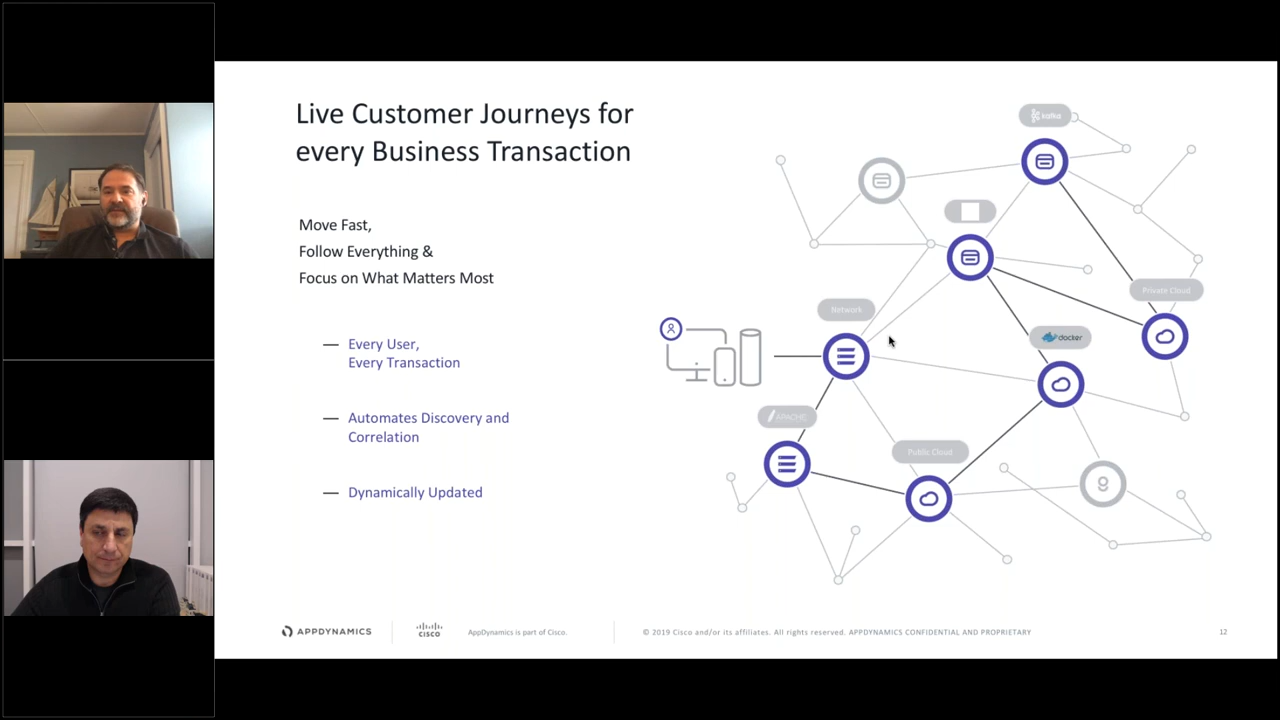 Live Customer Journeys for
every Business Transaction
Move Fast,
Follow Everything &
Focus on What Matters Most
— Every User,
Every Transaction
— Automates Discovery and
Correlation
— Dynamically Updated
kafka
Private Cloud
Network
docker
APACHE
Public Cloud
APPDYNAMICS
CISCO
AppDynamics is part of Cisco.
© 2019 Cisco and/or its affiliates. All rights reserved. APPDYNAMICS CONFIDENTIAL AND PROPRIETARY
12